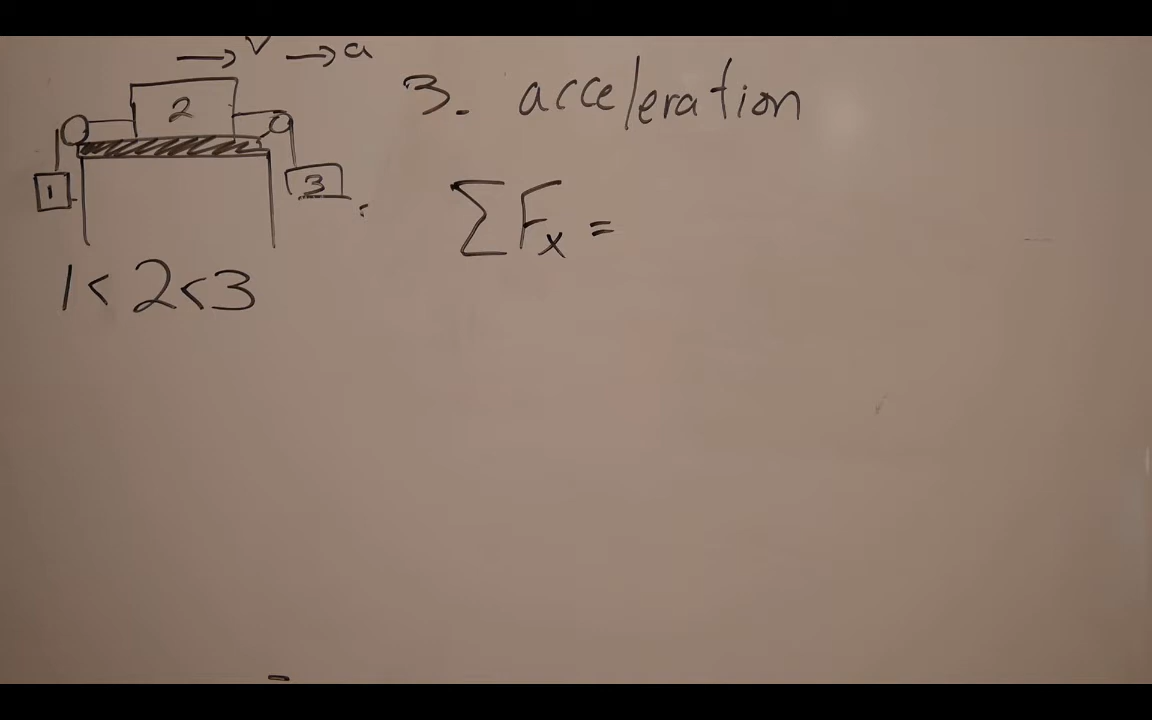 → V → a
3. acceleration
2
1
3
ΣFx =
1 < 2 < 3